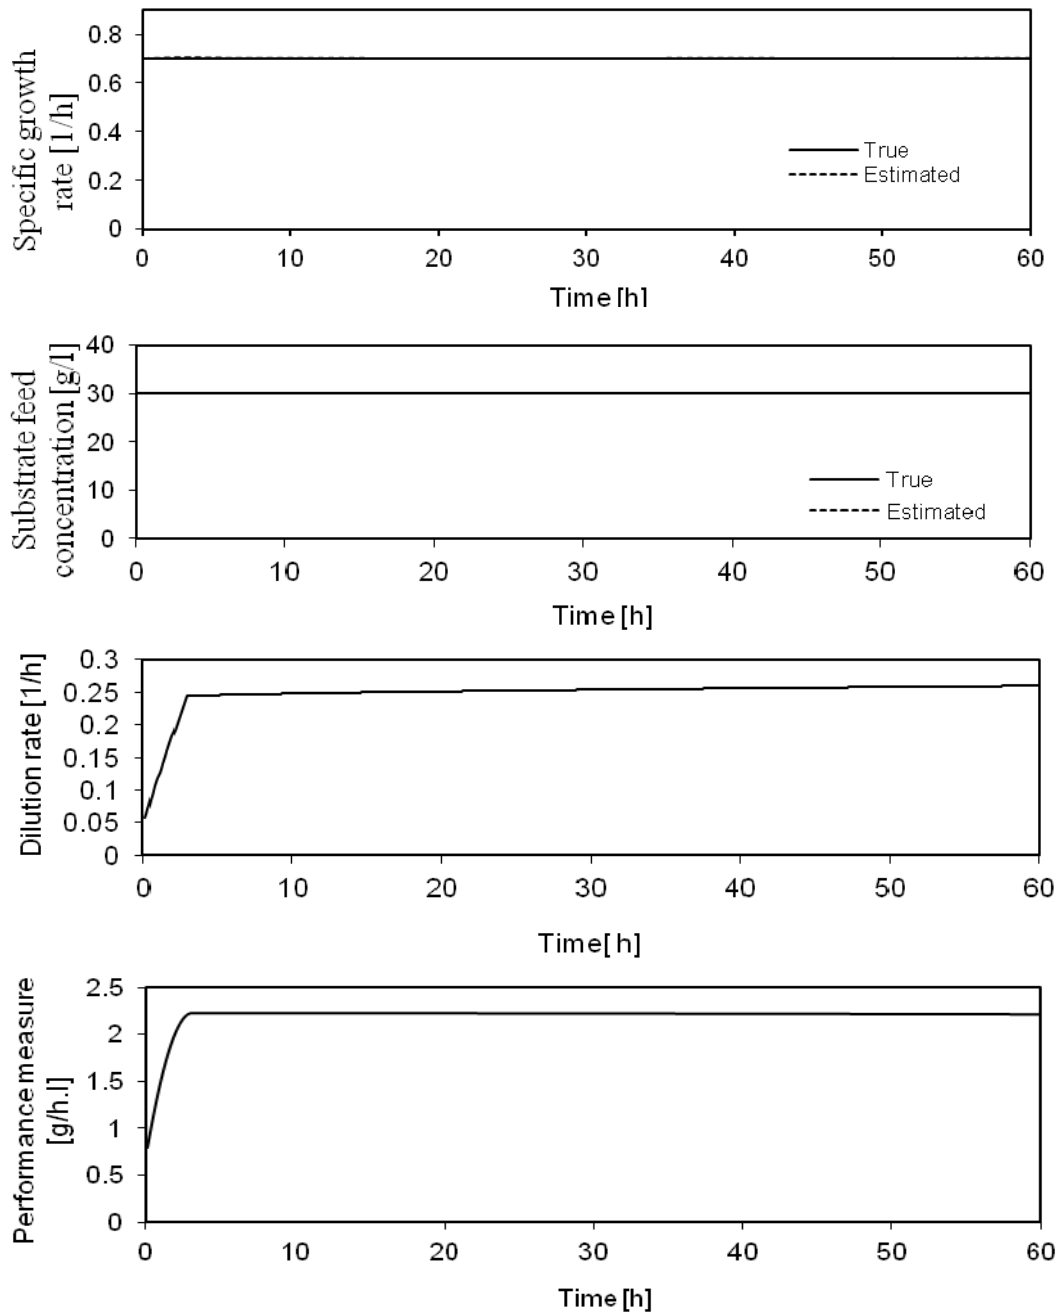 Specific growth
rate [1/h]
0.8
0.6
0.4
0.2
0
True
Estimated
0 10 20 30 40 50 60
Time [h]
Substrate feed
concentration [g/l]
40
30
20
10
0
True
Estimated
0 10 20 30 40 50 60
Time [h]
Dilution rate [1/h]
0.3
0.25
0.2
0.15
0.1
0.05
0
0 10 20 30 40 50 60
Time[ h]
Performance measure
[g/h.l]
2.5
2
1.5
1
0.5
0
0 10 20 30 40 50 60
Time [h]